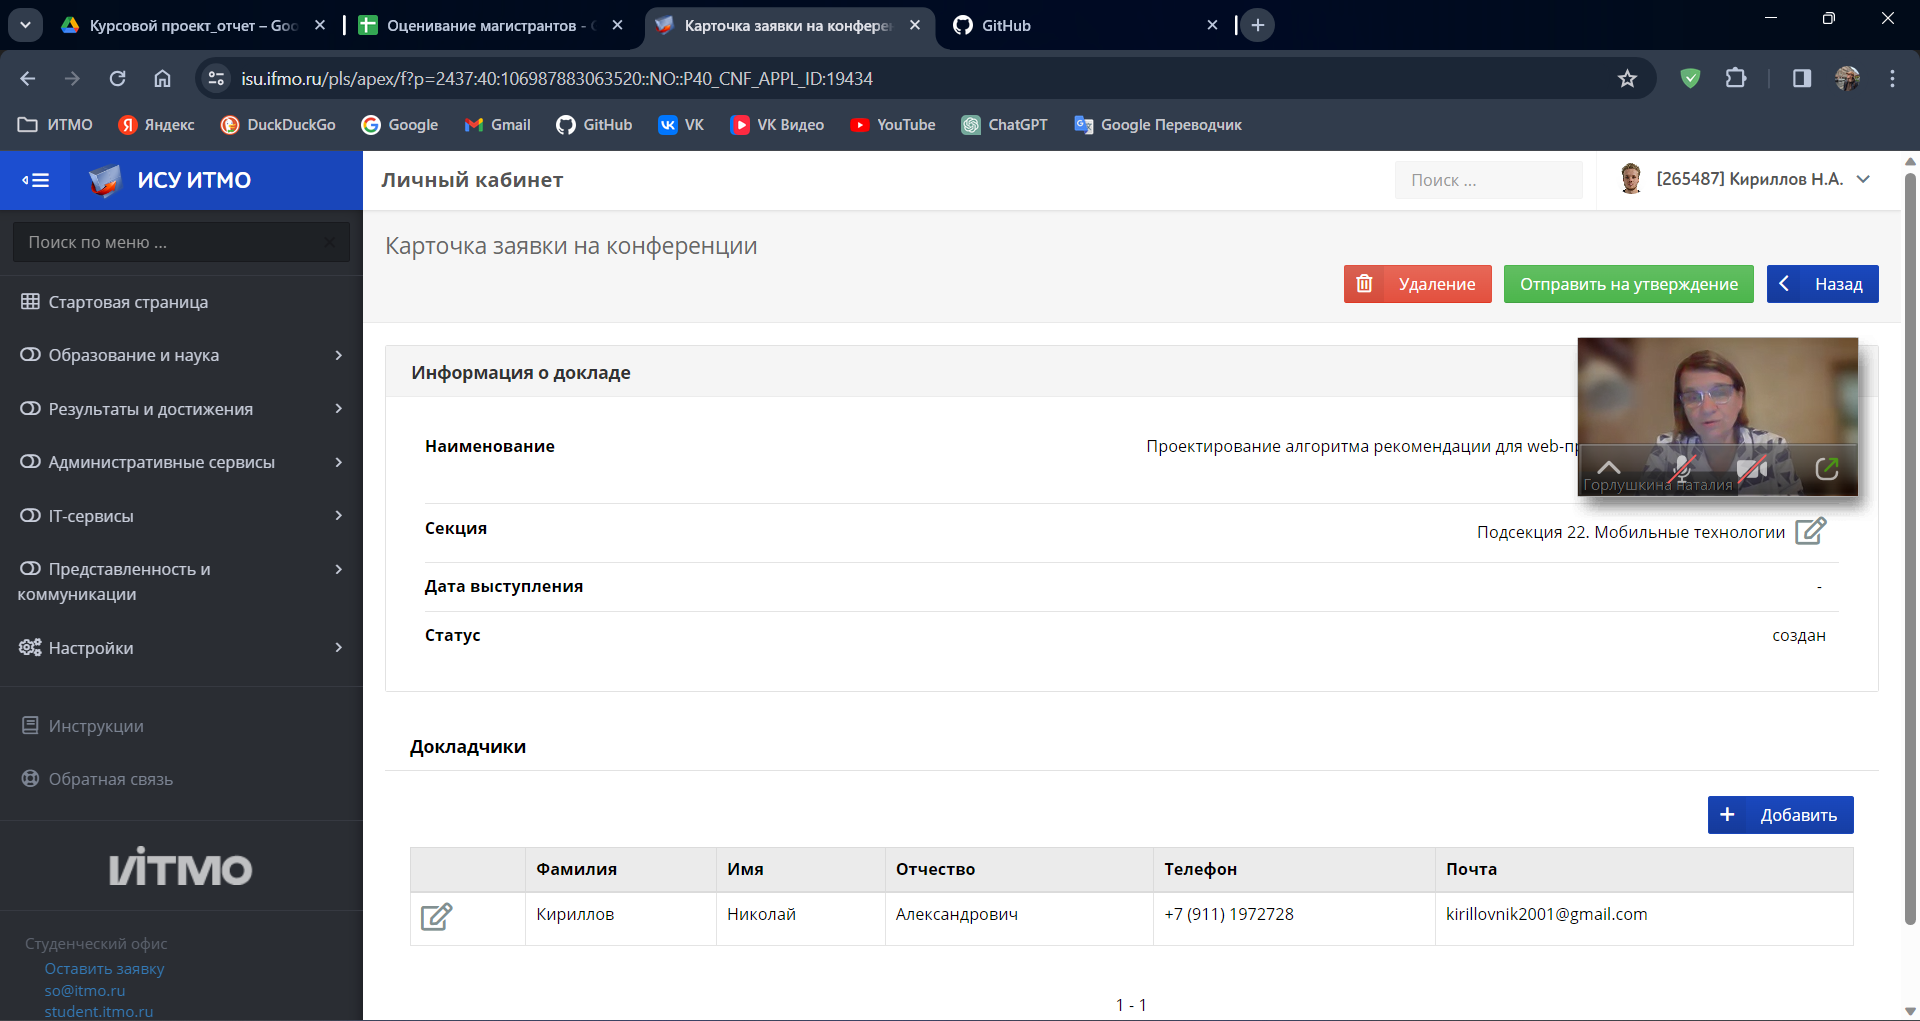 Курсовой проект_отчет – Goo
Оценивание магистрантов -
Карточка заявки на конферен
GitHub
isu.ifmo.ru/pls/apex/f?p=2437:40:106987883063520::NO::P40_CNF_APPL_ID:19434
ИТМО
Яндекс
DuckDuckGo
Google
Gmail
GitHub
VK
VK Видео
YouTube
ChatGPT
Google Переводчик
ИСУ ИТМО
Личный кабинет
Поиск ...
[265487] Кириллов Н.А.
Поиск по меню ...
Стартовая страница
Образование и наука
Результаты и достижения
Административные сервисы
IT-сервисы
Представленность и
коммуникации
Настройки
Инструкции
Обратная связь
ИТМО
Студенческий офис
Оставить заявку
so@itmo.ru
student.itmo.ru
Карточка заявки на конференции
Удаление
Отправить на утверждение
Назад
Информация о докладе
Наименование
Проектирование алгоритма рекомендации для web-пр
Горлушкина Наталия
Секция
Подсекция 22. Мобильные технологии
Дата выступления
-
Статус
создан
Докладчики
Добавить
Фамилия Имя Отчество Телефон Почта
Кириллов Николай Александрович +7 (911) 1972728 kirillovnik2001@gmail.com
1 - 1